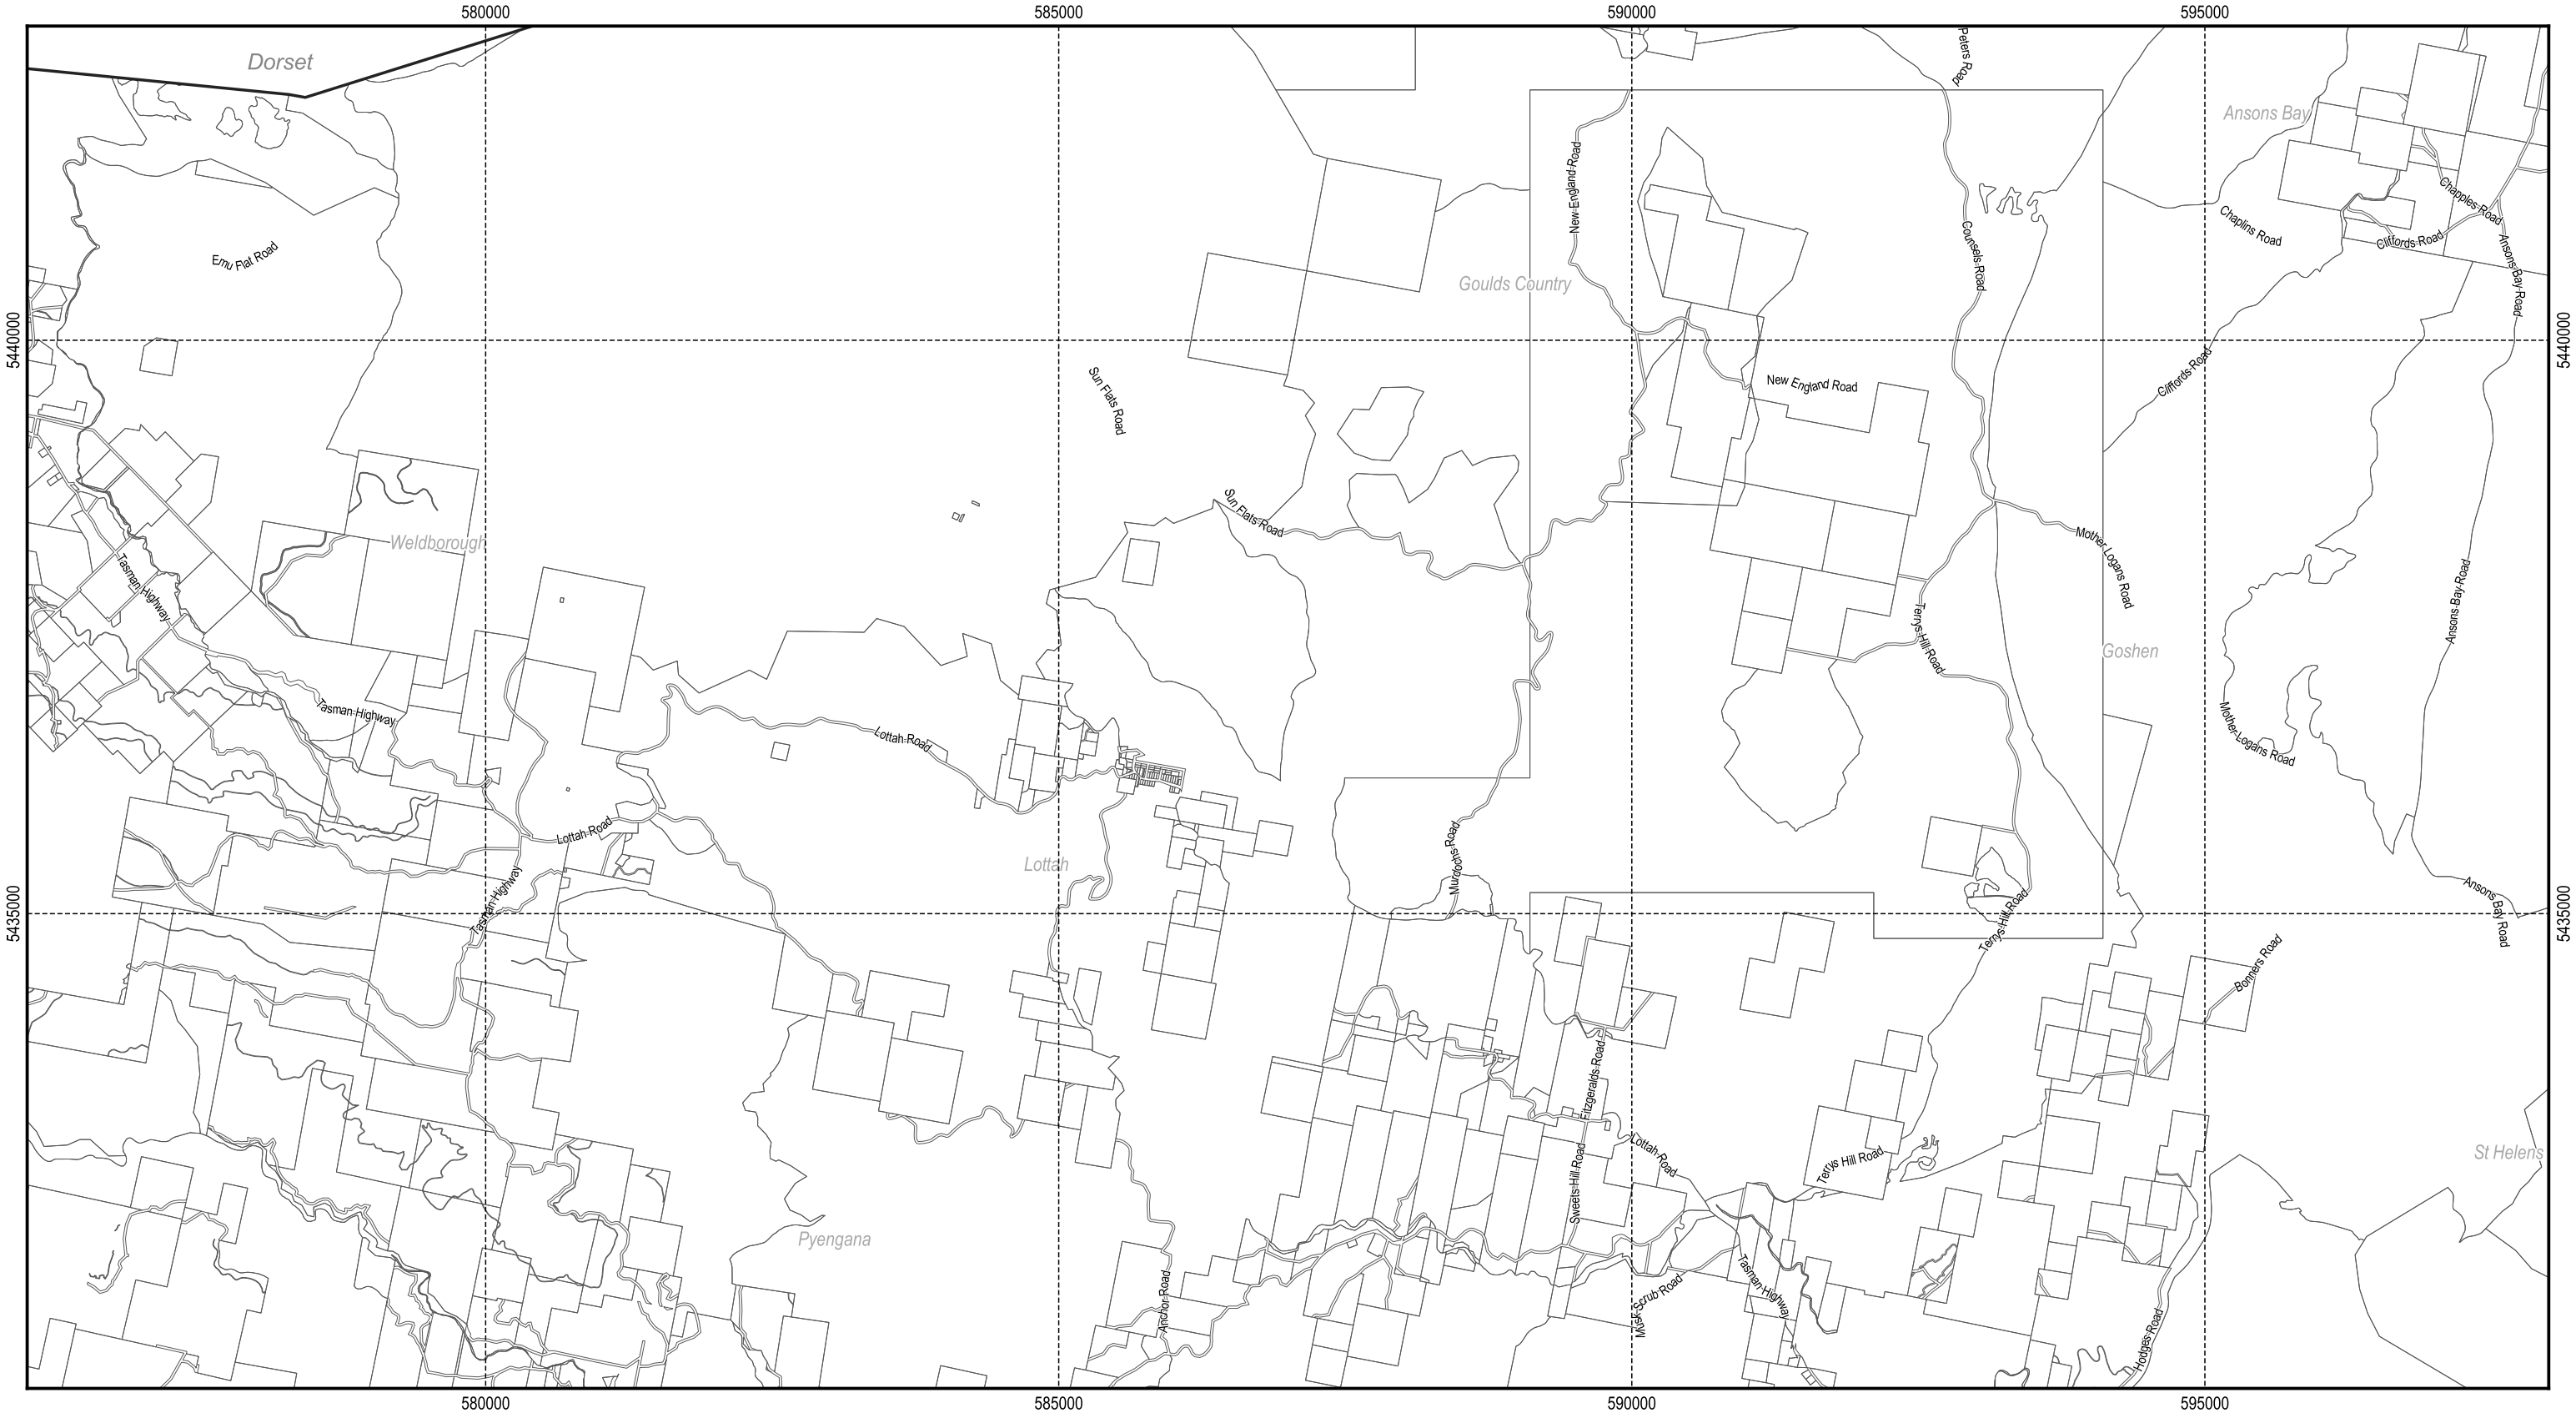 580000
585000
590000
595000
Dorset
Peters Road
Ansons Bay
New England Road
Chapples Road
Chaplins Road
Cliffords Road
Counsels Road
Emu Flat Road
Ansons Bay Road
Goulds Country
5440000
5440000
Cliffords Road
Sun Flats Road
New England Road
Sun Flats Road
Weldborough
Mother Logans Road
Tasman Highway
Ansons Bay Road
Terrys Hill Road
Goshen
Tasman Highway
Lottah Road
Mother Logans Road
Lottah Road
Murdochs Road
Lottah
Tasman Highway
Ansons Bay Road
5435000
5435000
Terrys Hill Road
Bonners Road
Fitzgeralds Road
Lottah Road
Terrys Hill Road
St Helens
Sweets Hill Road
Pyengana
Anchor Road
Musk Scrub Road
Tasman Highway
Hodges Road
580000
585000
590000
595000